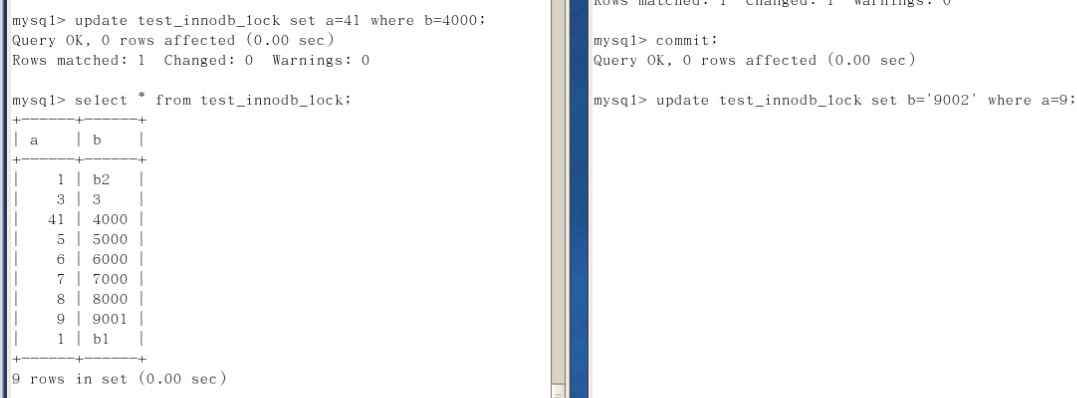 mysql> update test_innodb_lock set a=41 where b=4000;
Query OK, 0 rows affected (0.00 sec)
Rows matched: 1  Changed: 0  Warnings: 0
mysql> select * from test_innodb_lock;
+------+------+
| a    | b    |
+------+------+
|    1 | b2   |
|    3 | 3    |
|   41 | 4000 |
|    5 | 5000 |
|    6 | 6000 |
|    7 | 7000 |
|    8 | 8000 |
|    9 | 9001 |
|    1 | b1   |
+------+------+
9 rows in set (0.00 sec)
Rows matched: 1  Changed: 1  Warnings: 0
mysql> commit;
Query OK, 0 rows affected (0.00 sec)
mysql> update test_innodb_lock set b='9002' where a=9;